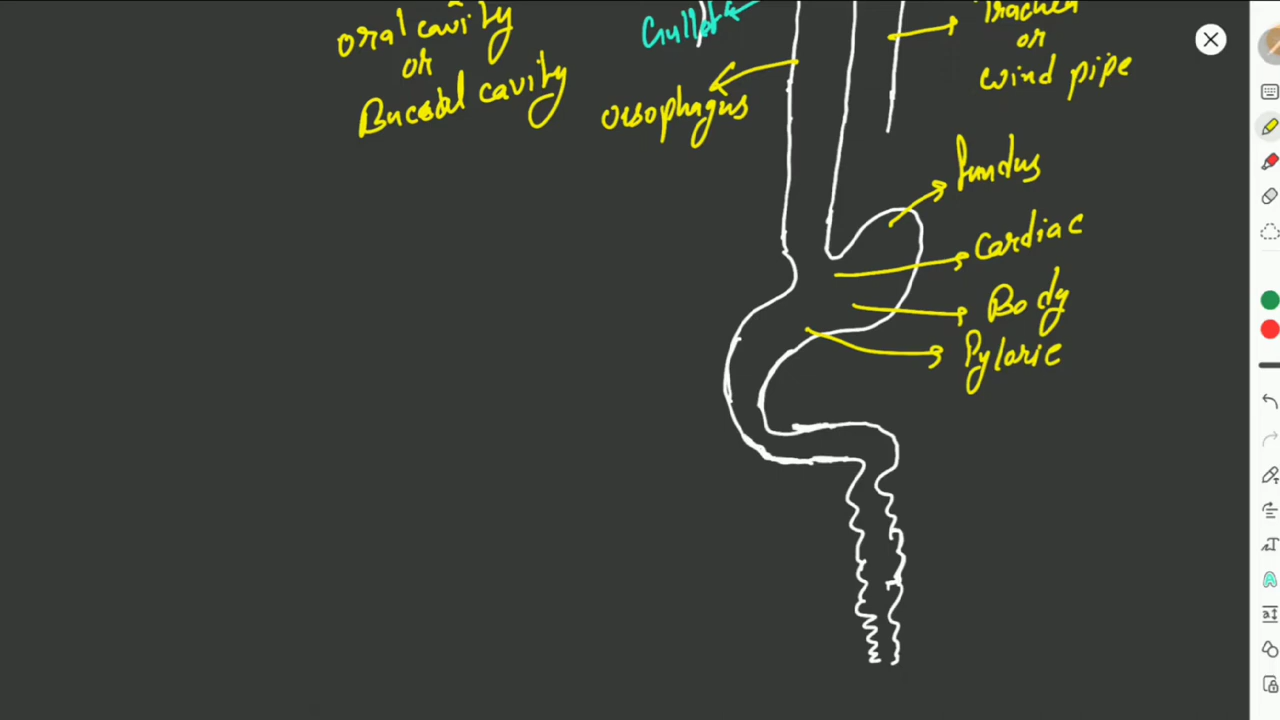 oral cavity
or
Buccal cavity
Gullet
oesophagus
Trachea
or
wind pipe
fundus
Cardiac
Body
Pyloric